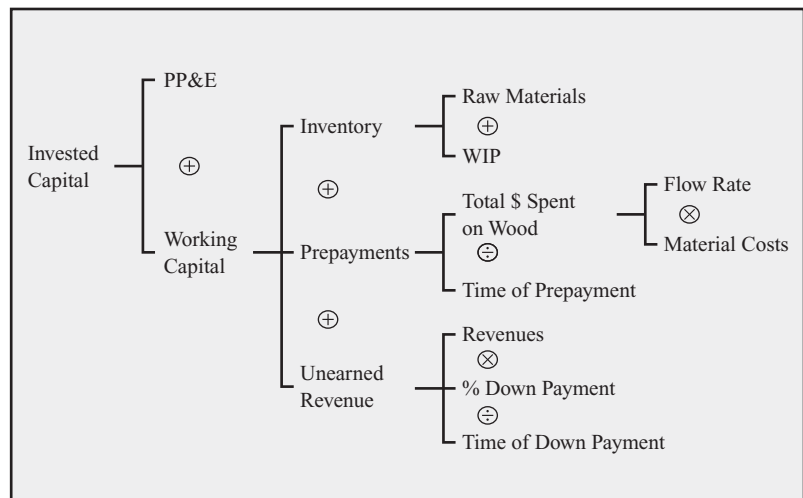 PP&E
Invested
Capital
+
Working
Capital
Inventory
+
Prepayments
+
Unearned
Revenue
Raw Materials
+
WIP
Total $ Spent
on Wood
÷
Time of Prepayment
Flow Rate
×
Material Costs
Revenues
×
% Down Payment
÷
Time of Down Payment